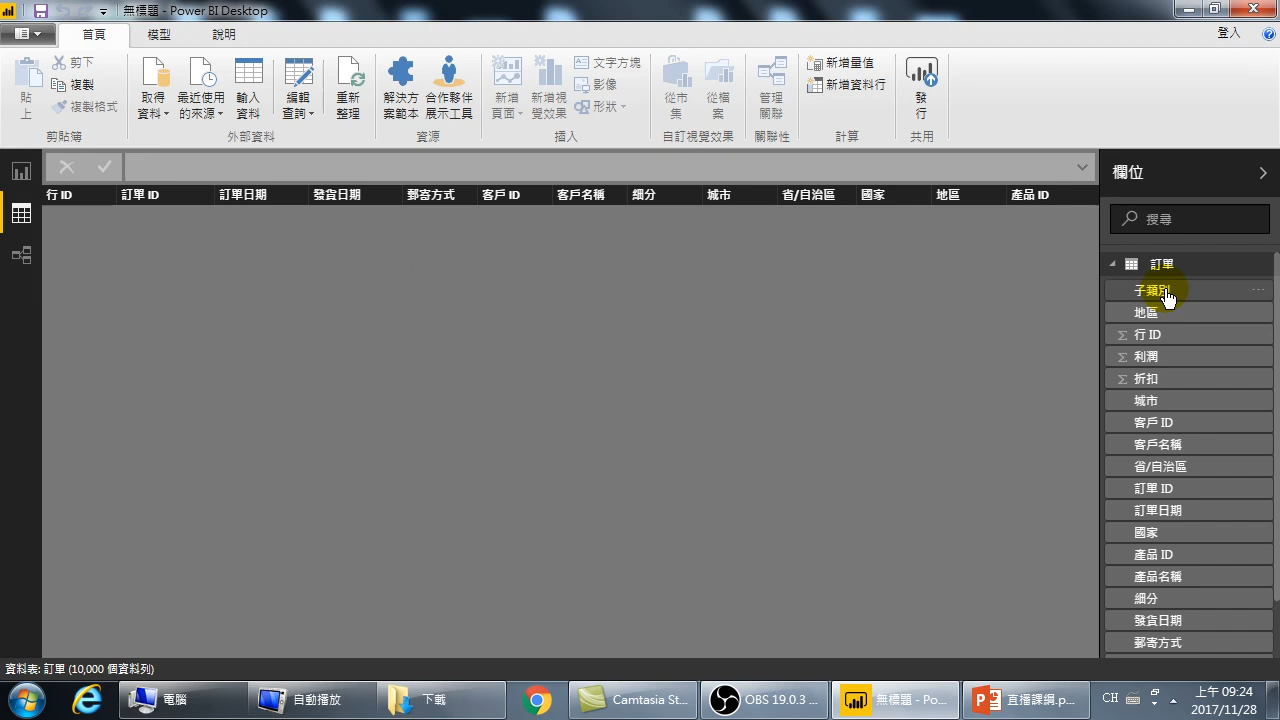 無標題 - Power BI Desktop
首頁 模型 說明 登入
貼上 剪下 複製 複製格式 剪貼簿
取得資料 最近使用的來源 輸入資料 編輯查詢 重新整理 外部資料
解決方案範本 合作夥伴展示工具 資源
新增頁面 新增視覺效果 文字方塊 影像 形狀 插入
從市集 從檔案 自訂視覺效果
管理關聯 關聯性
新增量值 新增資料行 計算
發行 共用
行 ID 訂單 ID 訂單日期 發貨日期 郵寄方式 客戶 ID 客戶名稱 細分 城市 省/自治區 國家 地區 產品 ID
欄位
搜尋
訂單
子類別
地區
Σ 行 ID
Σ 利潤
Σ 折扣
城市
客戶 ID
客戶名稱
省/自治區
訂單 ID
訂單日期
國家
產品 ID
產品名稱
細分
發貨日期
郵寄方式
資料表: 訂單 (10,000 個資料列)
電腦 自動播放 下載 Camtasia St... OBS 19.0.3 ... 無標題 - Po... 直播課綱.p... CH 上午 09:24
2017/11/28